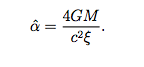 α̂ = 4GM / c²ξ.